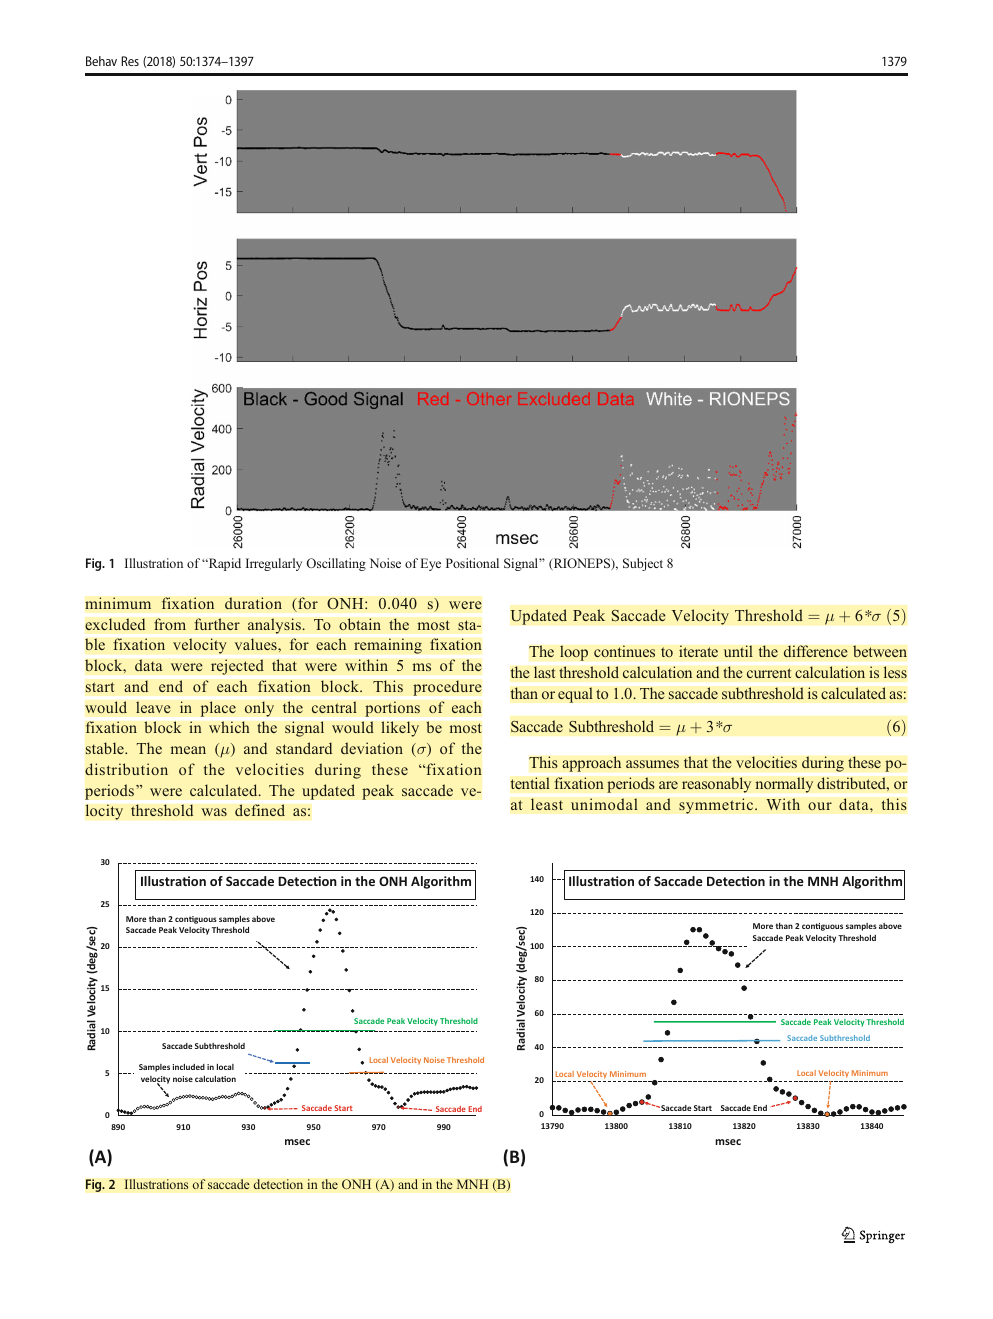 Behav Res (2018) 50:1374–1397
1379
Vert Pos
0
-5
-10
-15
Horiz Pos
5
0
-5
-10
Radial Velocity
600
400
200
0
Black - Good Signal Red - Other Excluded Data White - RIONEPS
26000
26200
26400
26600
26800
27000
msec
Fig. 1 Illustration of “Rapid Irregularly Oscillating Noise of Eye Positional Signal” (RIONEPS), Subject 8
minimum fixation duration (for ONH: 0.040 s) were
excluded from further analysis. To obtain the most sta-
ble fixation velocity values, for each remaining fixation
block, data were rejected that were within 5 ms of the
start and end of each fixation block. This procedure
would leave in place only the central portions of each
fixation block in which the signal would likely be most
stable. The mean (μ) and standard deviation (σ) of the
distribution of the velocities during these “fixation
periods” were calculated. The updated peak saccade ve-
locity threshold was defined as:
Updated Peak Saccade Velocity Threshold = μ + 6*σ (5)
The loop continues to iterate until the difference between
the last threshold calculation and the current calculation is less
than or equal to 1.0. The saccade subthreshold is calculated as:
Saccade Subthreshold = μ + 3*σ (6)
This approach assumes that the velocities during these po-
tential fixation periods are reasonably normally distributed, or
at least unimodal and symmetric. With our data, this
Illustration of Saccade Detection in the ONH Algorithm
Radial Velocity (deg/sec)
30
25
20
15
10
5
0
More than 2 contiguous samples above
Saccade Peak Velocity Threshold
Saccade Peak Velocity Threshold
Saccade Subthreshold
Local Velocity Noise Threshold
Samples included in local
velocity noise calculation
Saccade Start
Saccade End
890
910
930
950
970
990
msec
(A)
Illustration of Saccade Detection in the MNH Algorithm
Radial Velocity (deg/sec)
140
120
100
80
60
40
20
0
More than 2 contiguous samples above
Saccade Peak Velocity Threshold
Saccade Peak Velocity Threshold
Saccade Subthreshold
Local Velocity Minimum
Local Velocity Minimum
Saccade Start
Saccade End
13790
13800
13810
13820
13830
13840
msec
(B)
Fig. 2 Illustrations of saccade detection in the ONH (A) and in the MNH (B)
Springer